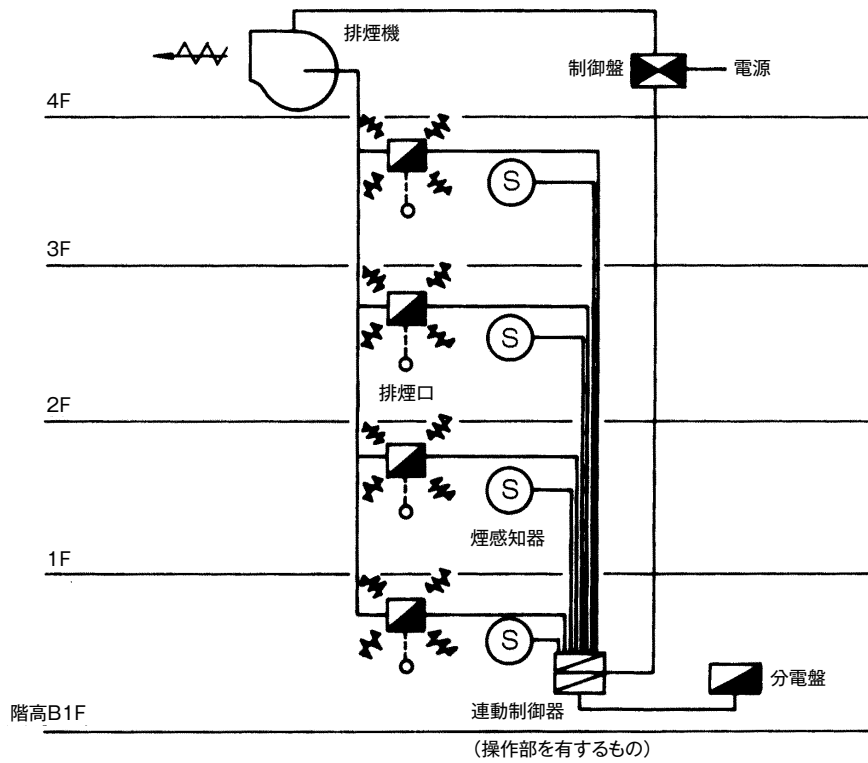 排煙機
制御盤
電源
4F
S
3F
S
排煙口
2F
S
煙感知器
1F
S
分電盤
階高B1F
連動制御器
(操作部を有するもの)